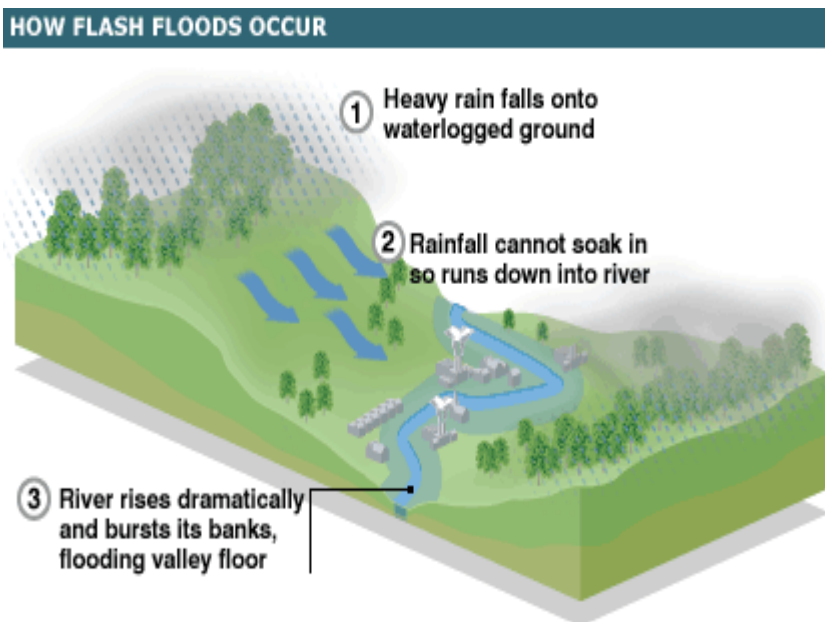 HOW FLASH FLOODS OCCUR
1 Heavy rain falls onto
waterlogged ground
2 Rainfall cannot soak in
so runs down into river
3 River rises dramatically
and bursts its banks,
flooding valley floor